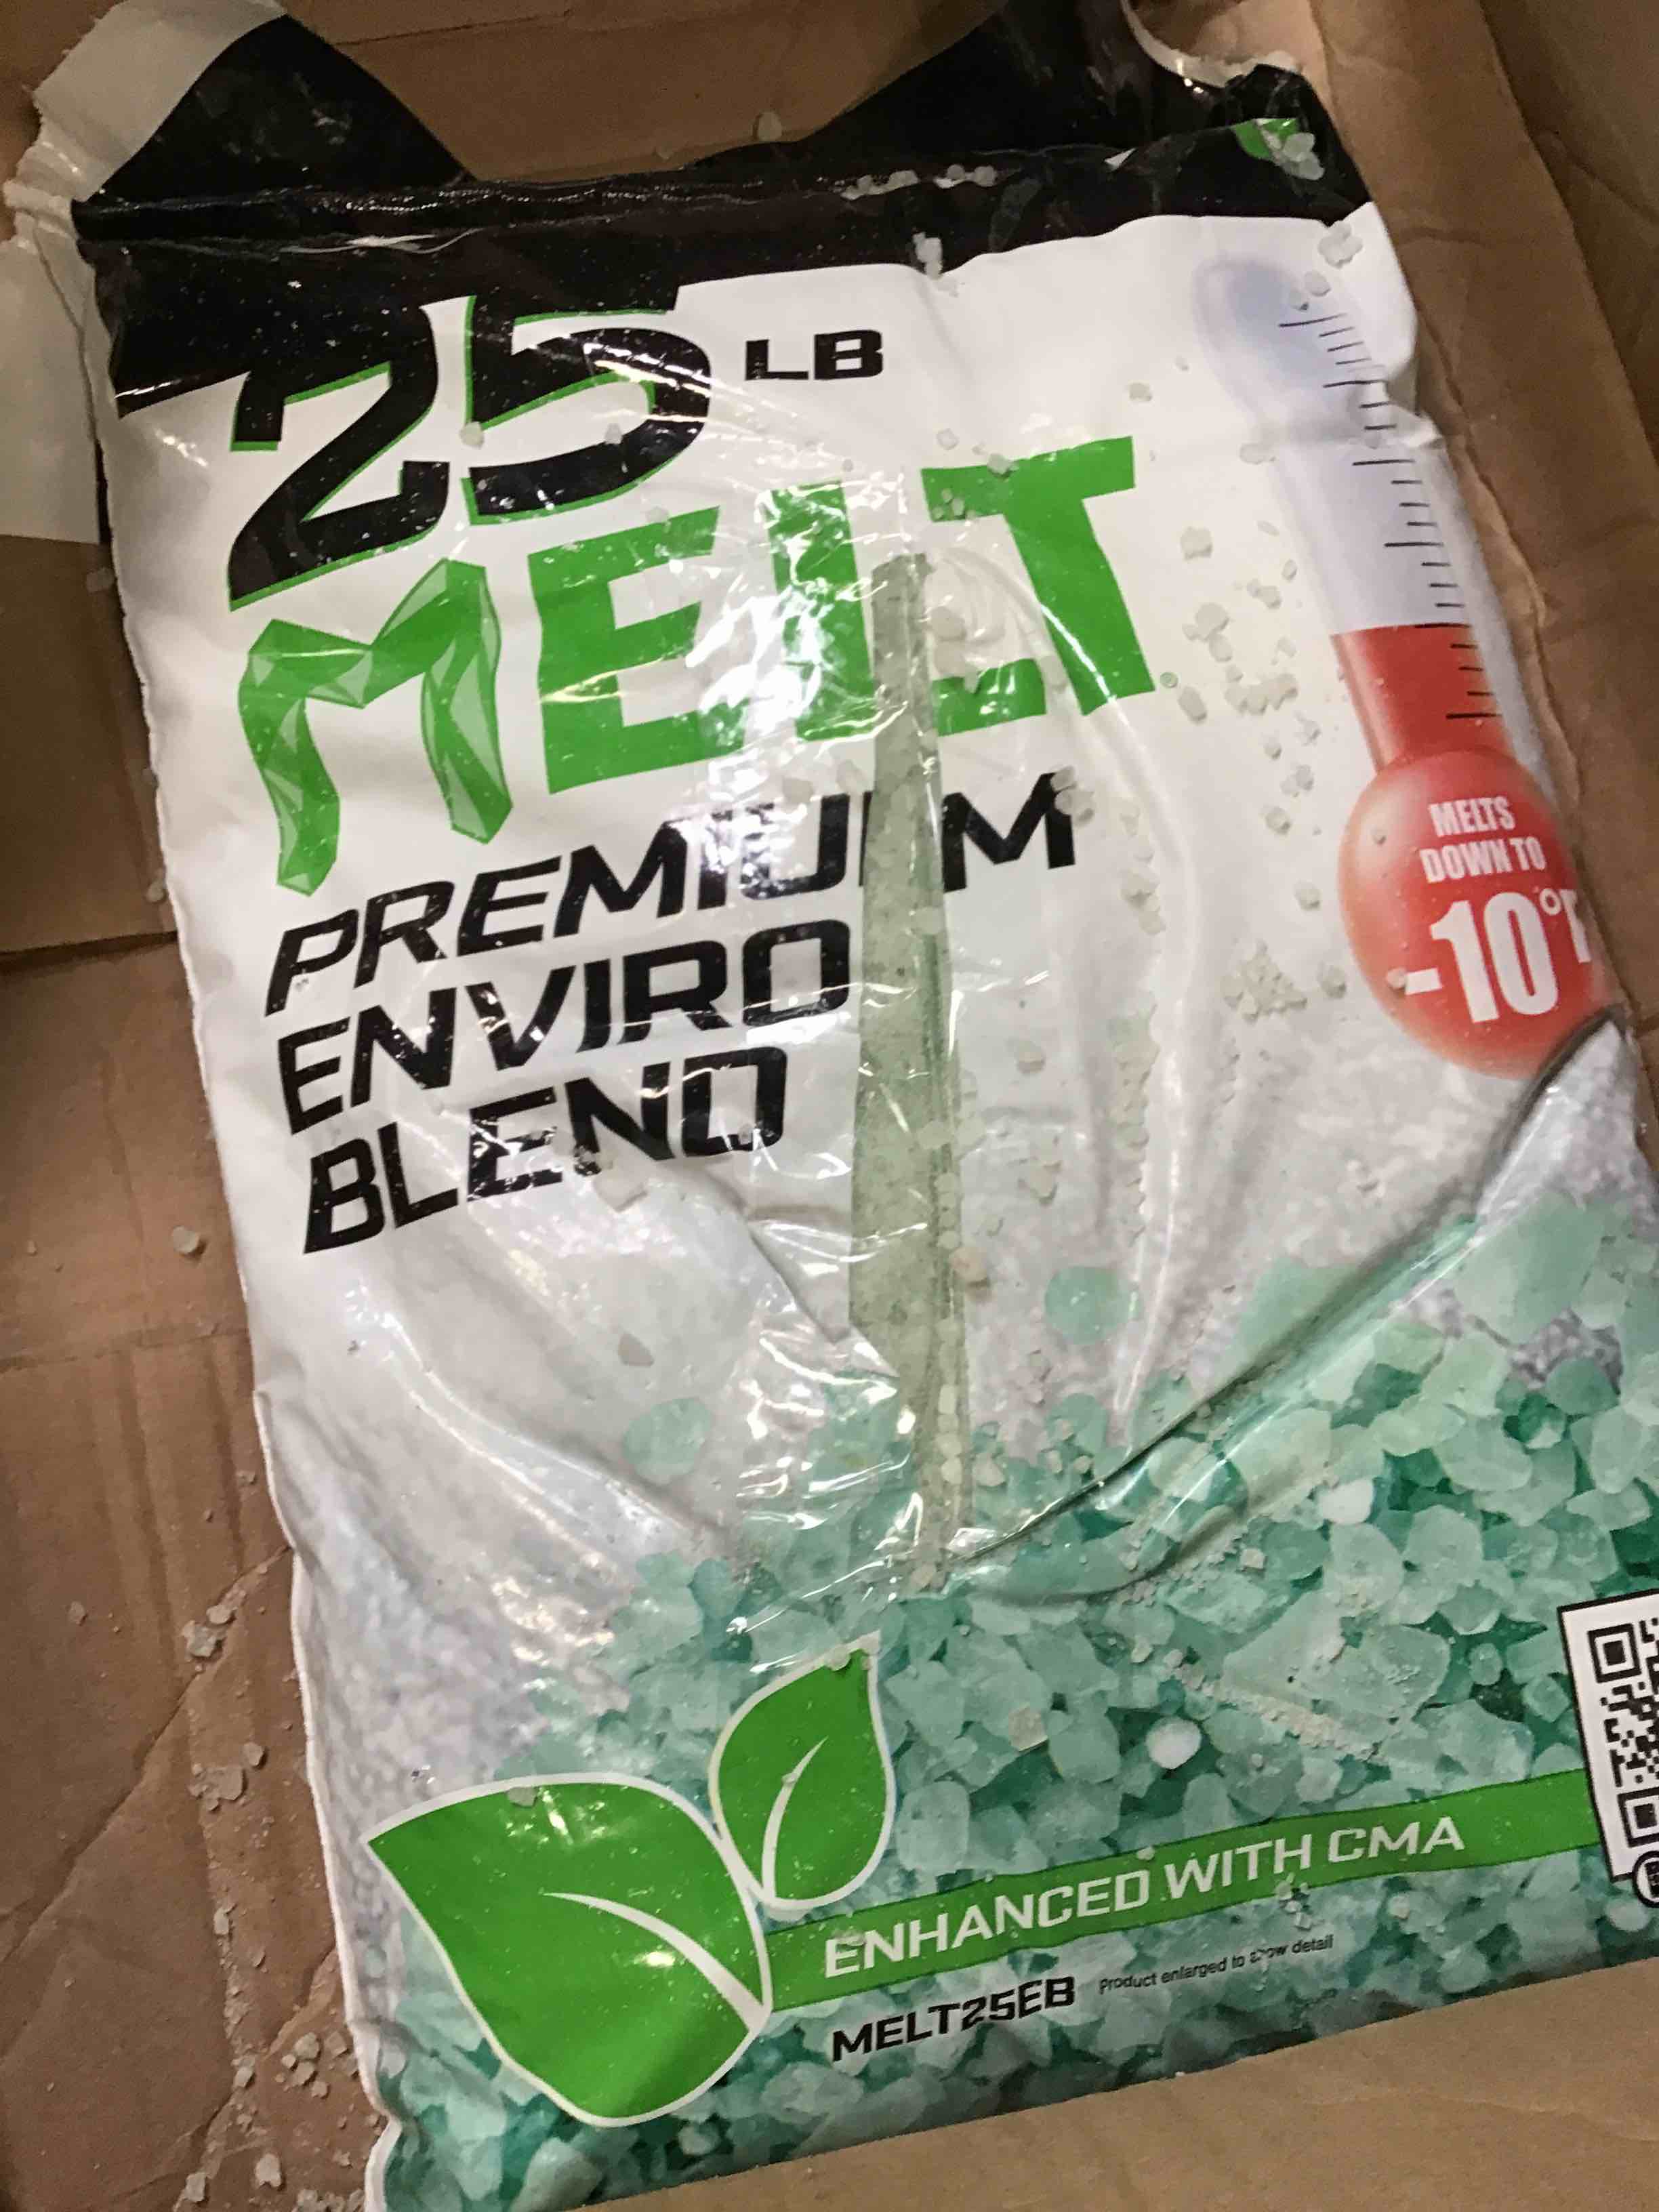 25 LB
MELT
PREMIUM
ENVIRO
BLEND
MELTS
DOWN TO
-10°F
ENHANCED WITH CMA
MELT25EB Product enlarged to show detail